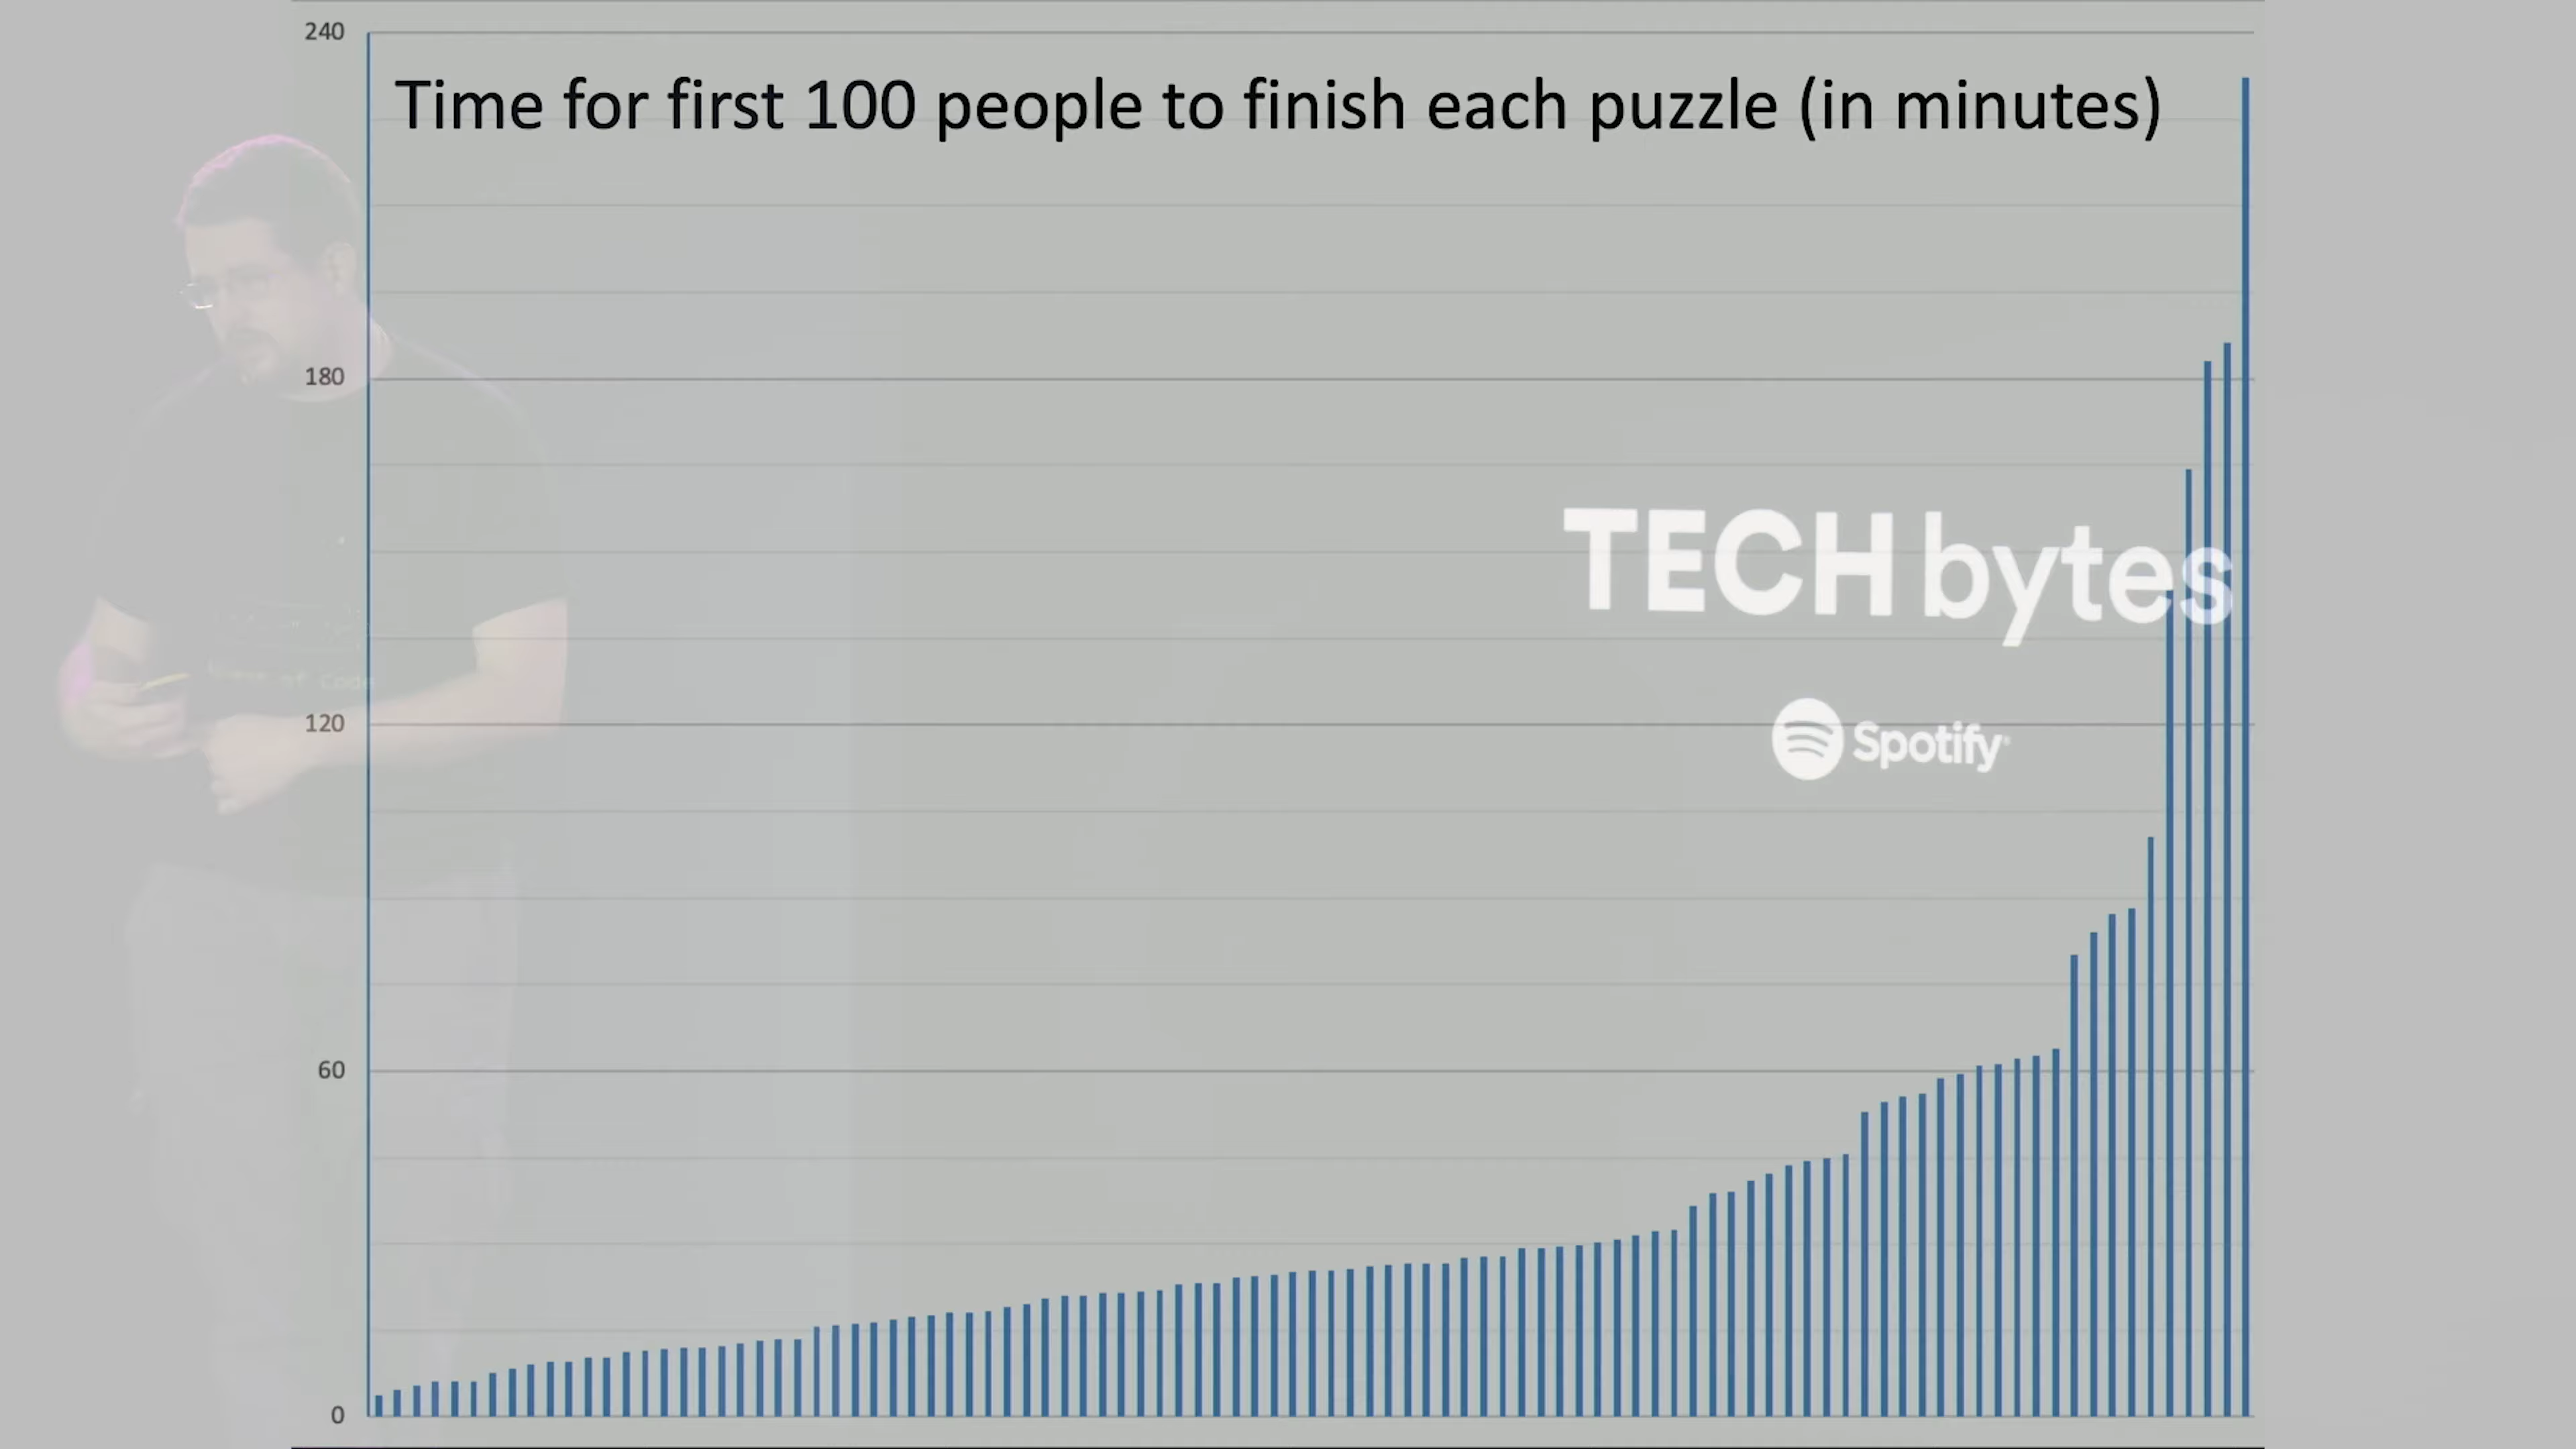 240
Time for first 100 people to finish each puzzle (in minutes)
180
TECH bytes
120
Spotify
60
0